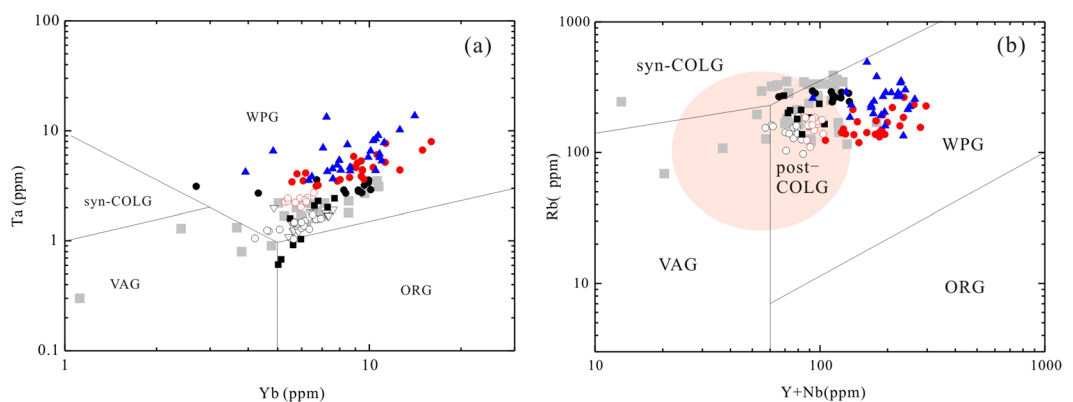 100
10
1
0.1
Ta (ppm)
(a)
WPG
syn-COLG
VAG
ORG
1
10
Yb (ppm)
1000
100
10
Rb( ppm)
(b)
syn-COLG
WPG
post-
COLG
VAG
ORG
10
100
1000
Y+Nb(ppm)